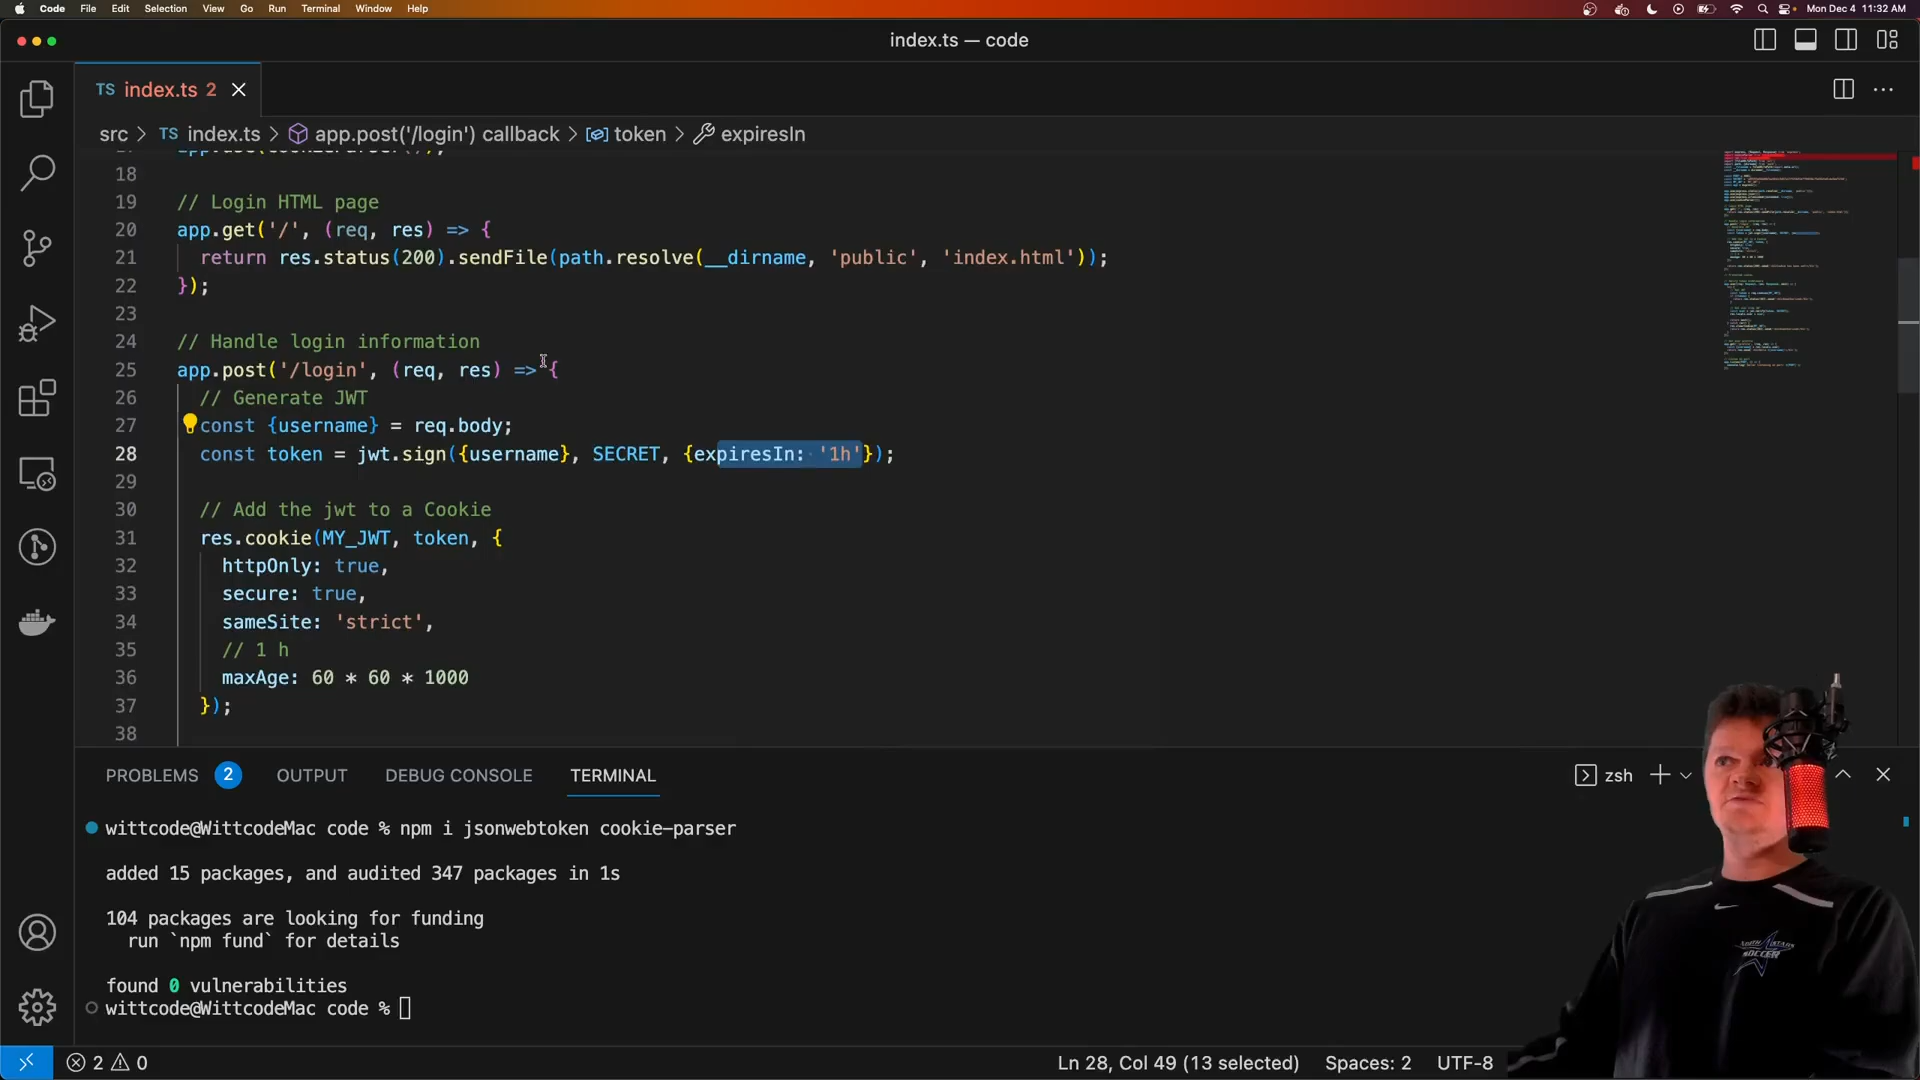 Code File Edit Selection View Go Run Terminal Window Help
Mon Dec 4 11:32 AM
index.ts — code
TS index.ts 2
src > TS index.ts > app.post('/login') callback > token > expiresIn
18
19 // Login HTML page
20 app.get('/', (req, res) => {
21 return res.status(200).sendFile(path.resolve(__dirname, 'public', 'index.html'));
22 });
23
24 // Handle login information
25 app.post('/login', (req, res) => {
26 // Generate JWT
27 const {username} = req.body;
28 const token = jwt.sign({username}, SECRET, {expiresIn: '1h'});
29
30 // Add the jwt to a Cookie
31 res.cookie(MY_JWT, token, {
32 httpOnly: true,
33 secure: true,
34 sameSite: 'strict',
35 // 1 h
36 maxAge: 60 * 60 * 1000
37 });
38
PROBLEMS 2 OUTPUT DEBUG CONSOLE TERMINAL
zsh
wittcode@WittcodeMac code % npm i jsonwebtoken cookie-parser
added 15 packages, and audited 347 packages in 1s
104 packages are looking for funding
run `npm fund` for details
found 0 vulnerabilities
wittcode@WittcodeMac code %
SOCCER
2 0
Ln 28, Col 49 (13 selected) Spaces: 2 UTF-8